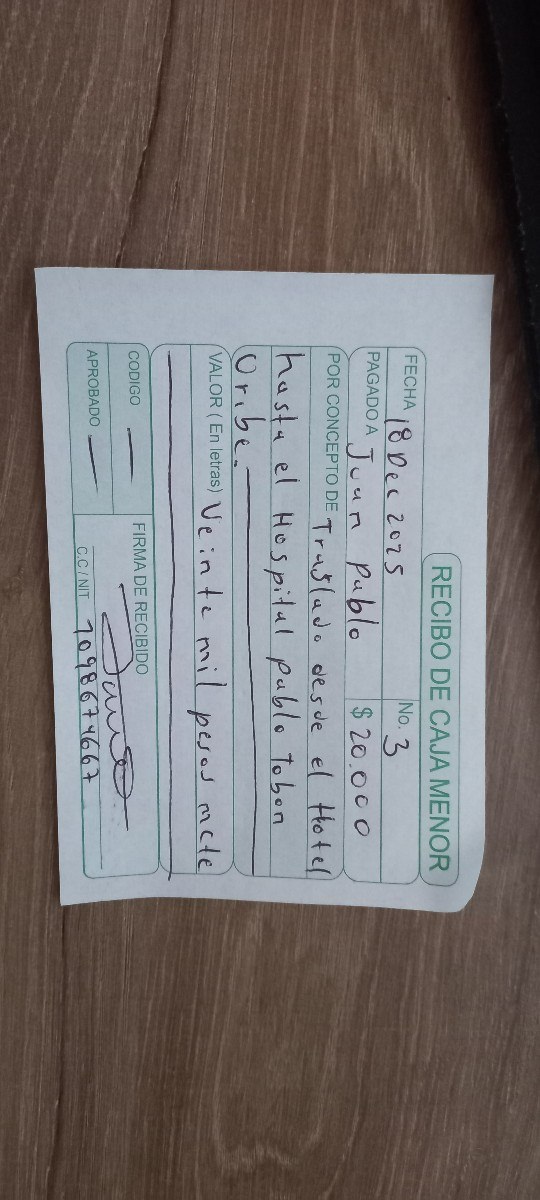 RECIBO DE CAJA MENOR
FECHA 18 Dec 2025 No. 3
PAGADO A Juan pablo $ 20.000
POR CONCEPTO DE Traslado desde el Hotel
hasta el Hospital pablo Tobon
Uribe.
VALOR ( En letras) Veinte mil pesos mcte
CODIGO
FIRMA DE RECIBIDO
APROBADO
C.C / NIT 1098674667